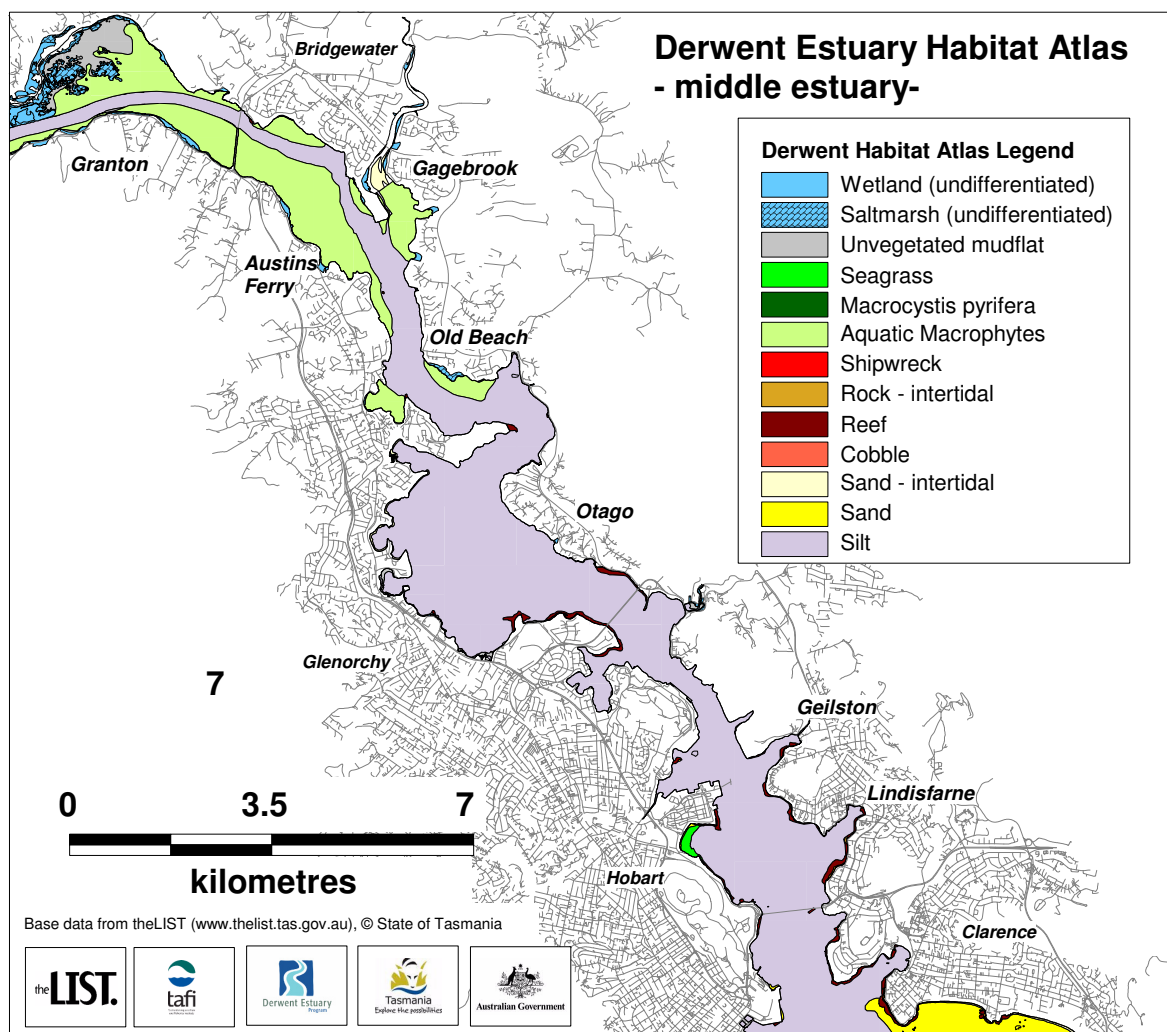 Derwent Estuary Habitat Atlas
- middle estuary-
Derwent Habitat Atlas Legend
Wetland (undifferentiated)
Saltmarsh (undifferentiated)
Unvegetated mudflat
Seagrass
Macrocystis pyrifera
Aquatic Macrophytes
Shipwreck
Rock - intertidal
Reef
Cobble
Sand - intertidal
Sand
Silt
Bridgewater
Granton
Gagebrook
Austins
Ferry
Old Beach
Otago
Glenorchy
7
Geilston
Lindisfarne
Hobart
Clarence
0 3.5 7
kilometres
Base data from theLIST (www.thelist.tas.gov.au), © State of Tasmania
the LIST.
tafi
Derwent Estuary
Program
Tasmania
Explore the possibilities
Australian Government